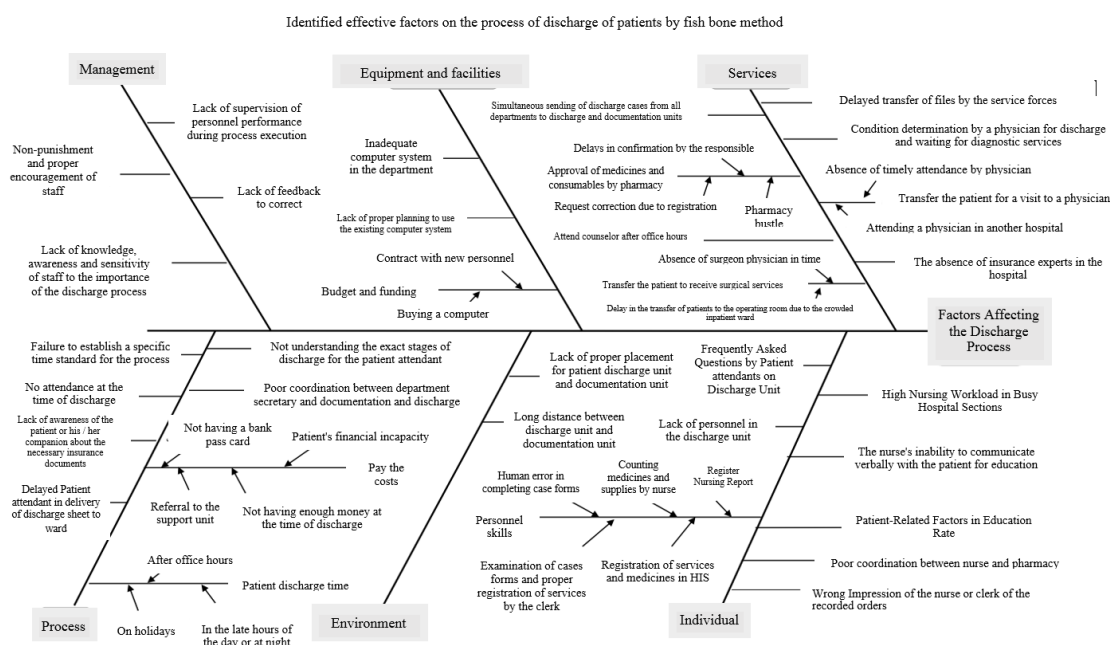 Identified effective factors on the process of discharge of patients by fish bone method
Management
Equipment and facilities
Services
Lack of supervision of
personnel performance
during process execution
Non-punishment
and proper
encouragement of
staff
Lack of feedback
to correct
Lack of knowledge,
awareness and sensitivity
of staff to the importance
of the discharge process
Inadequate
computer system
in the department
Lack of proper planning to use
the existing computer system
Contract with new personnel
Budget and funding
Buying a computer
Simultaneous sending of discharge cases from all
departments to discharge and documentation units
Delays in confirmation by the responsible
Approval of medicines and
consumables by pharmacy
Request correction due to registration
Pharmacy
bustle
Attend counselor after office hours
Absence of surgeon physician in time
Transfer the patient to receive surgical services
Delay in the transfer of patients to the operating room due to the crowded
inpatient ward
Delayed transfer of files by the service forces
Condition determination by a physician for discharge
and waiting for diagnostic services
Absence of timely attendance by physician
Transfer the patient for a visit to a physician
Attending a physician in another hospital
The absence of insurance experts in the
hospital
Factors Affecting
the Discharge
Process
Failure to establish a specific
time standard for the process
No attendance at the
time of discharge
Lack of awareness of the
patient or his / her
companion about the
necessary insurance
documents
Delayed Patient
attendant in delivery
of discharge sheet to
ward
Not understanding the exact stages of
discharge for the patient attendant
Poor coordination between department
secretary and documentation and discharge
Not having a bank
pass card
Patient's financial incapacity
Pay the
costs
Referral to the
support unit
Not having enough money at
the time of discharge
After office hours
Patient discharge time
On holidays
In the late hours of
the day or at night
Process
Lack of proper placement
for patient discharge unit
and documentation unit
Long distance between
discharge unit and
documentation unit
Environment
Frequently Asked
Questions by Patient
attendants on
Discharge Unit
Lack of personnel in
the discharge unit
Human error in
completing case forms
Counting
medicines and
supplies by nurse
Register
Nursing Report
Personnel
skills
Examination of cases
forms and proper
registration of services
by the clerk
Registration of services
and medicines in HIS
High Nursing Workload in Busy
Hospital Sections
The nurse's inability to communicate
verbally with the patient for education
Patient-Related Factors in Education
Rate
Poor coordination between nurse and pharmacy
Wrong Impression of the nurse or clerk of the
recorded orders
Individual